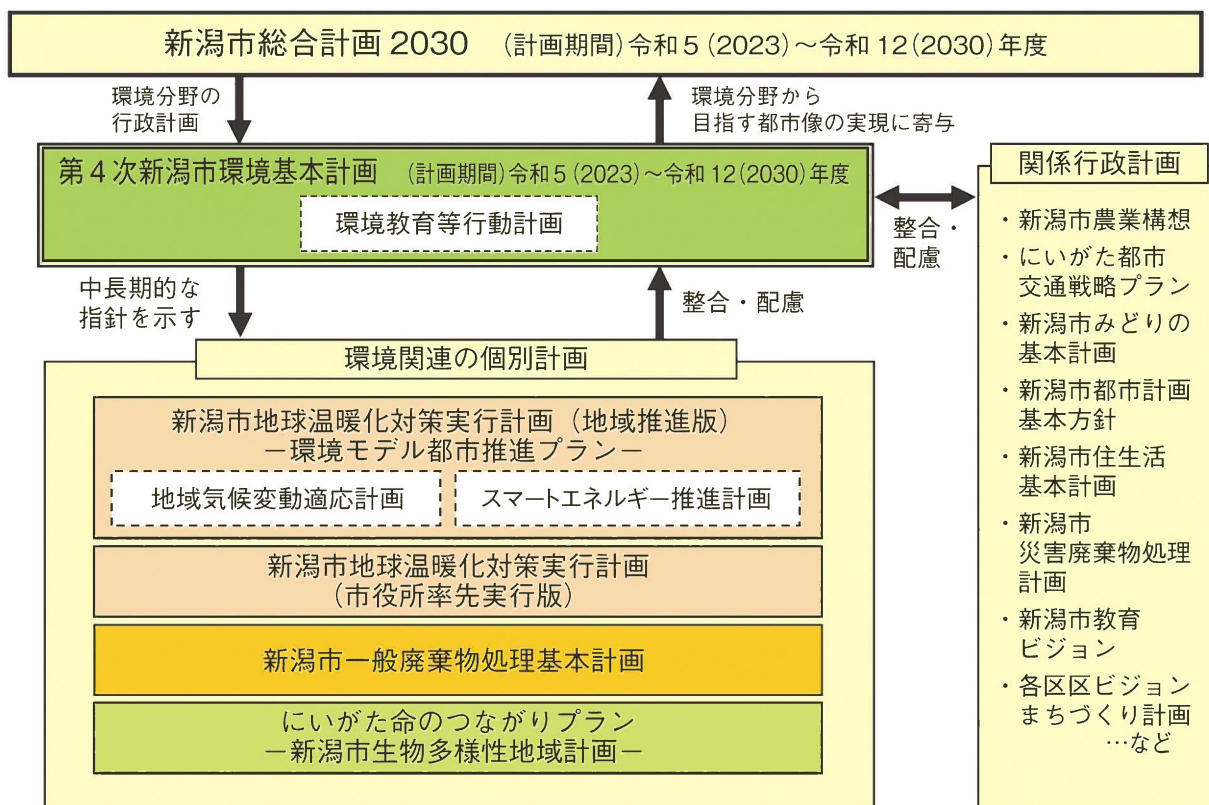 新潟市総合計画 2030 (計画期間)令和5(2023)～令和12(2030)年度
環境分野の
行政計画
環境分野から
目指す都市像の実現に寄与
第4次新潟市環境基本計画 (計画期間)令和5(2023)～令和12(2030)年度
環境教育等行動計画
整合・
配慮
中長期的な
指針を示す
整合・配慮
環境関連の個別計画
新潟市地球温暖化対策実行計画（地域推進版）
－環境モデル都市推進プラン－
地域気候変動適応計画
スマートエネルギー推進計画
新潟市地球温暖化対策実行計画
（市役所率先実行版）
新潟市一般廃棄物処理基本計画
にいがた命のつながりプラン
－新潟市生物多様性地域計画－
関係行政計画
・新潟市農業構想
・にいがた都市
交通戦略プラン
・新潟市みどりの
基本計画
・新潟市都市計画
基本方針
・新潟市住生活
基本計画
・新潟市
災害廃棄物処理
計画
・新潟市教育
ビジョン
・各区区ビジョン
まちづくり計画
…など